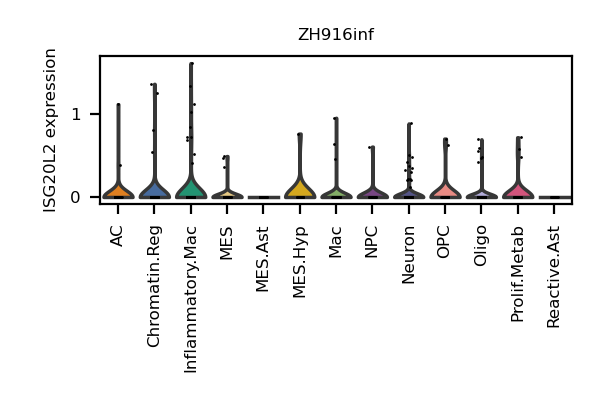 ZH916inf
ISG20L2 expression
1
0
AC
Chromatin.Reg
Inflammatory.Mac
MES
MES.Ast
MES.Hyp
Mac
NPC
Neuron
OPC
Oligo
Prolif.Metab
Reactive.Ast